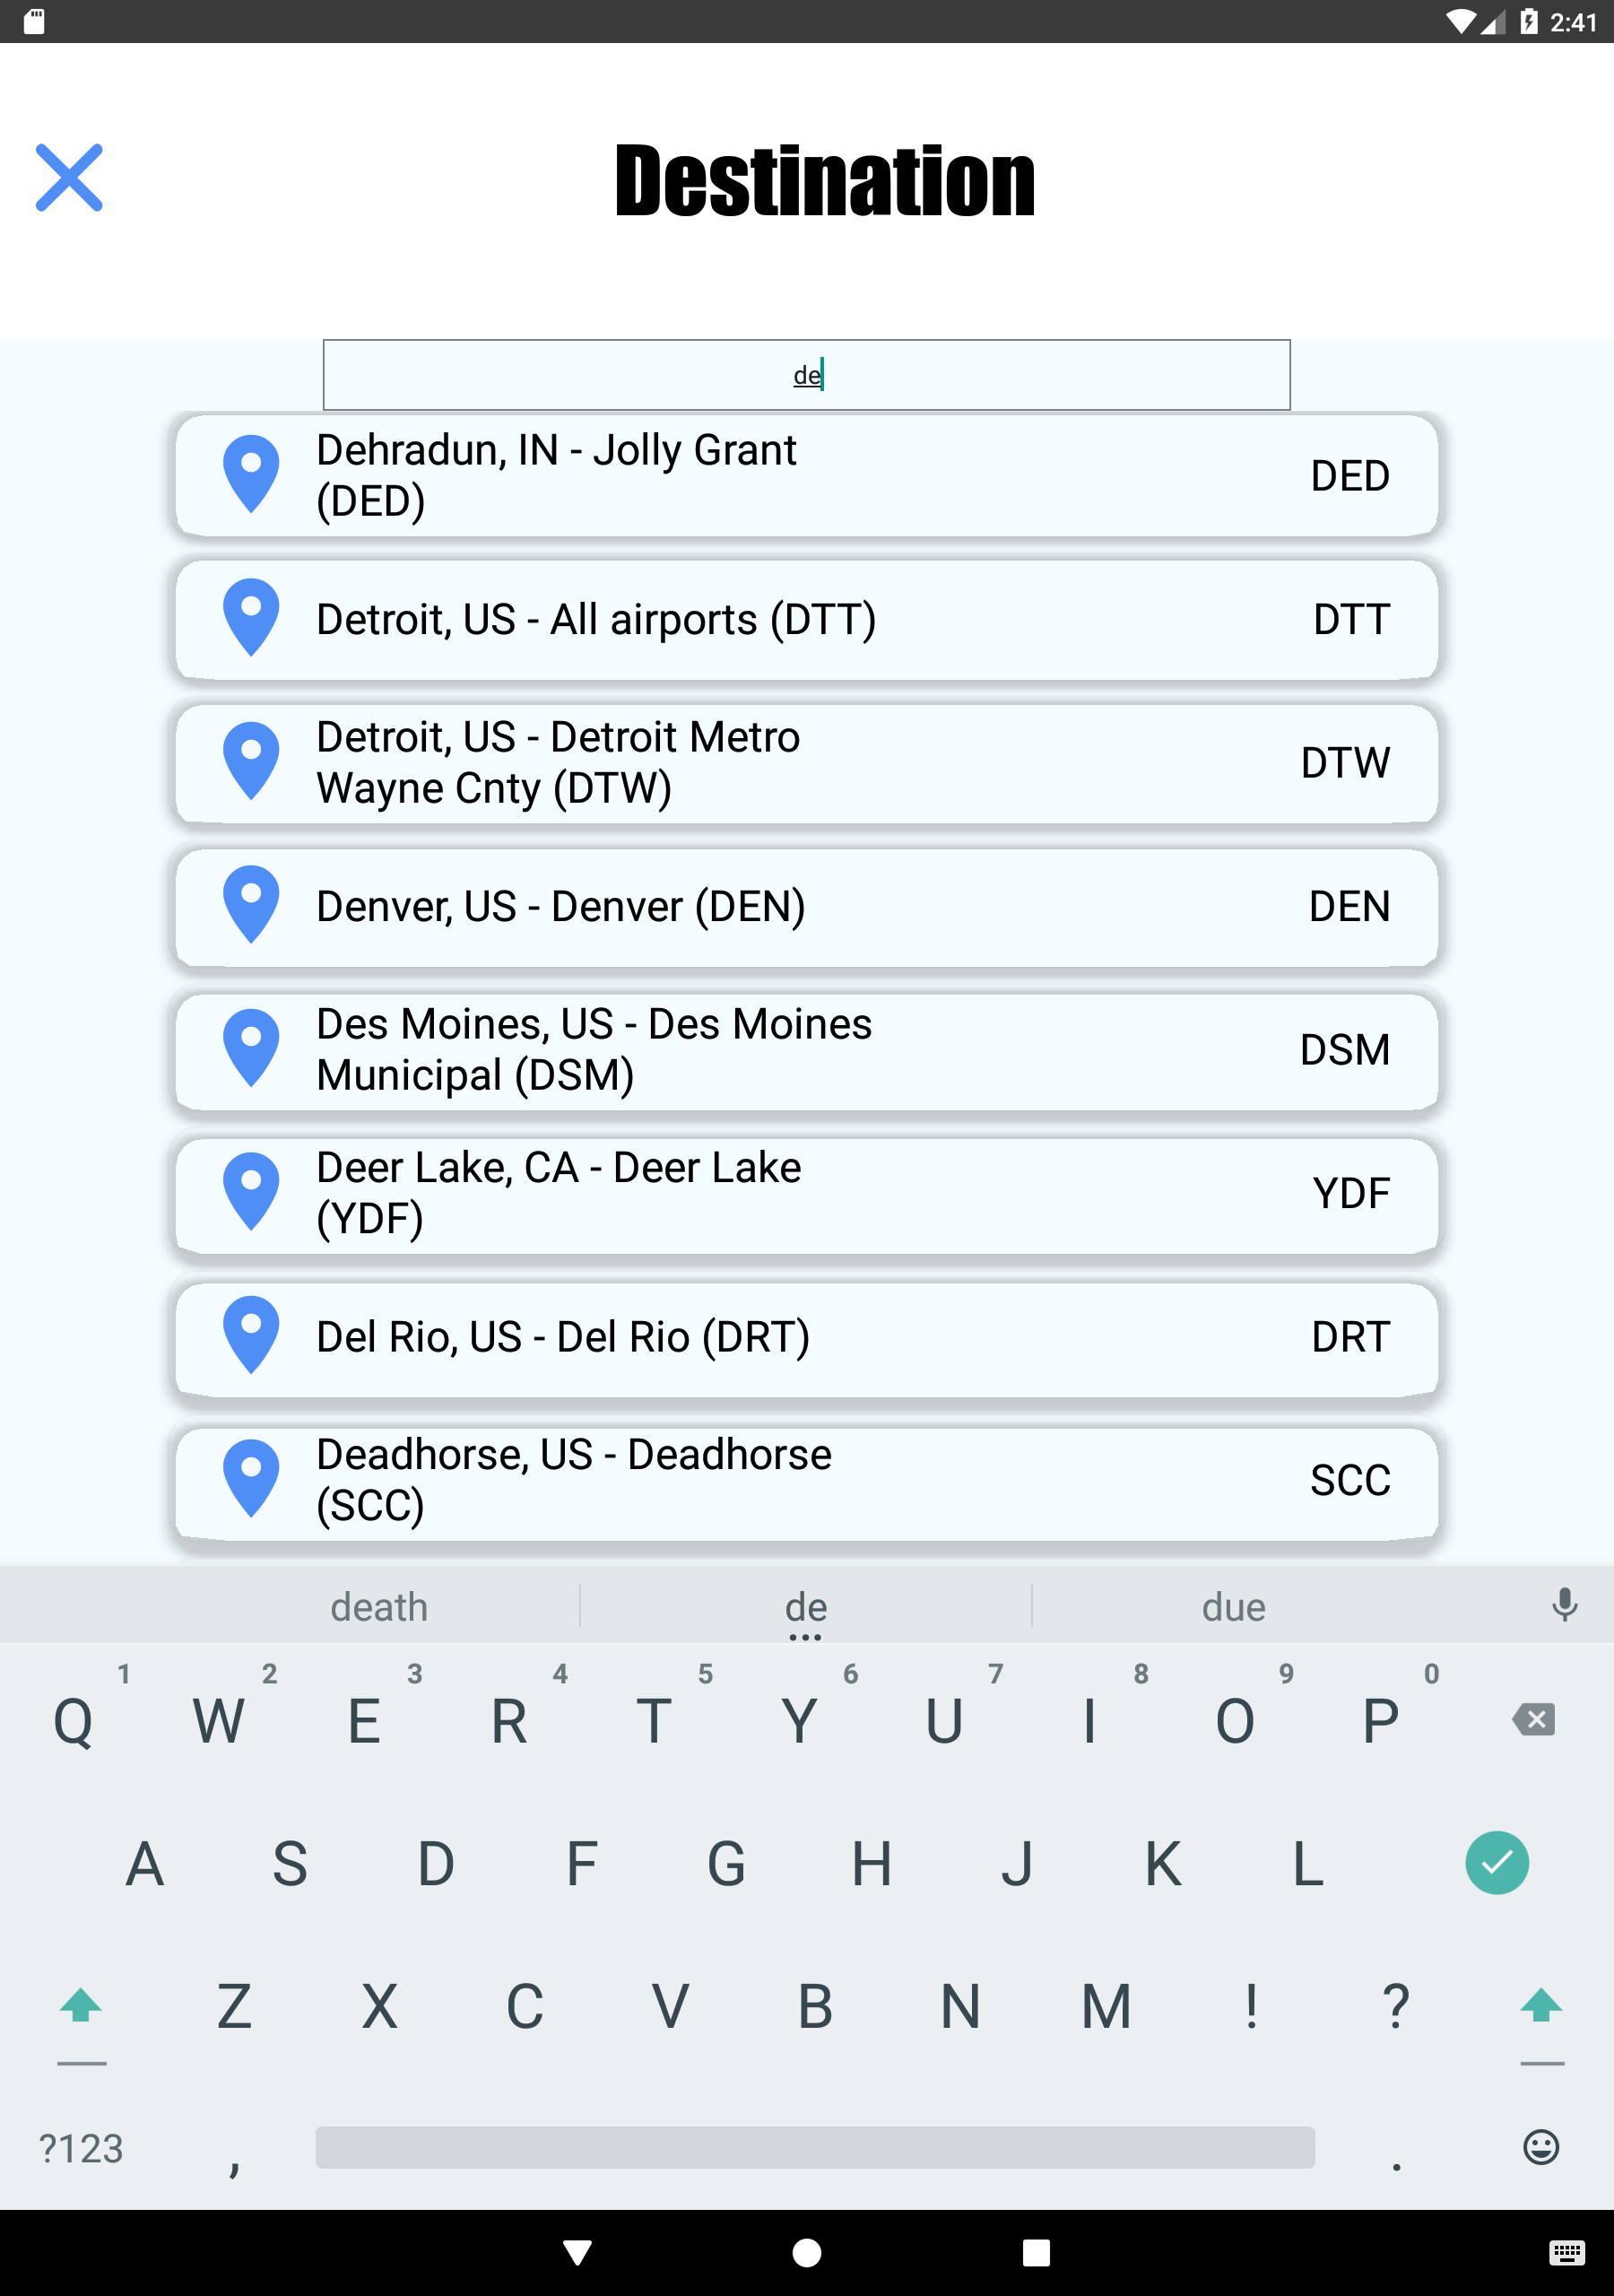 2:41
Destination
de
Dehradun, IN - Jolly Grant
(DED)
DED
Detroit, US - All airports (DTT)
DTT
Detroit, US - Detroit Metro
Wayne Cnty (DTW)
DTW
Denver, US - Denver (DEN)
DEN
Des Moines, US - Des Moines
Municipal (DSM)
DSM
Deer Lake, CA - Deer Lake
(YDF)
YDF
Del Rio, US - Del Rio (DRT)
DRT
Deadhorse, US - Deadhorse
(SCC)
SCC
death de due
1 2 3 4 5 6 7 8 9 0
Q W E R T Y U I O P
A S D F G H J K L
Z X C V B N M ! ?
?123 , .